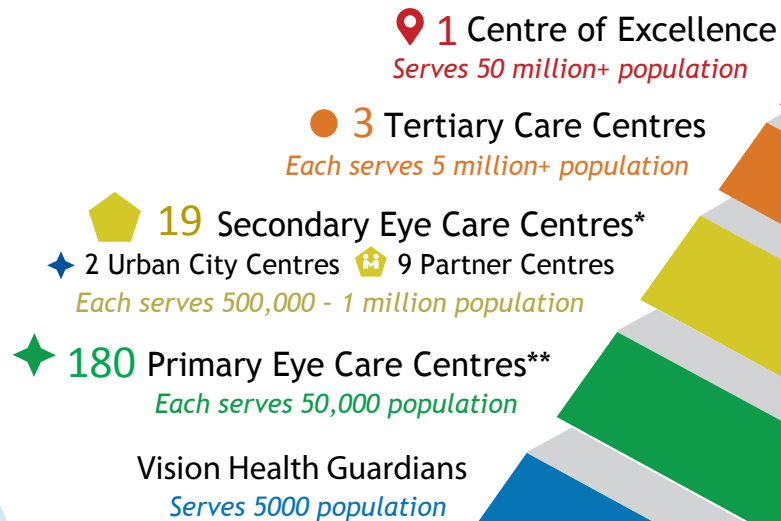 1 Centre of Excellence
Serves 50 million+ population
3 Tertiary Care Centres
Each serves 5 million+ population
19 Secondary Eye Care Centres*
2 Urban City Centres 9 Partner Centres
Each serves 500,000 - 1 million population
180 Primary Eye Care Centres**
Each serves 50,000 population
Vision Health Guardians
Serves 5000 population